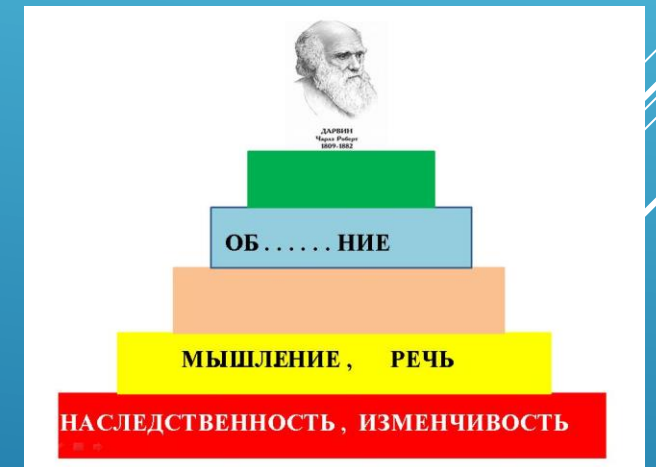 ДАРВИН
Чарлз Роберт
1809-1882
ОБ . . . . . . НИЕ
МЫШЛЕНИЕ , РЕЧЬ
НАСЛЕДСТВЕННОСТЬ , ИЗМЕНЧИВОСТЬ